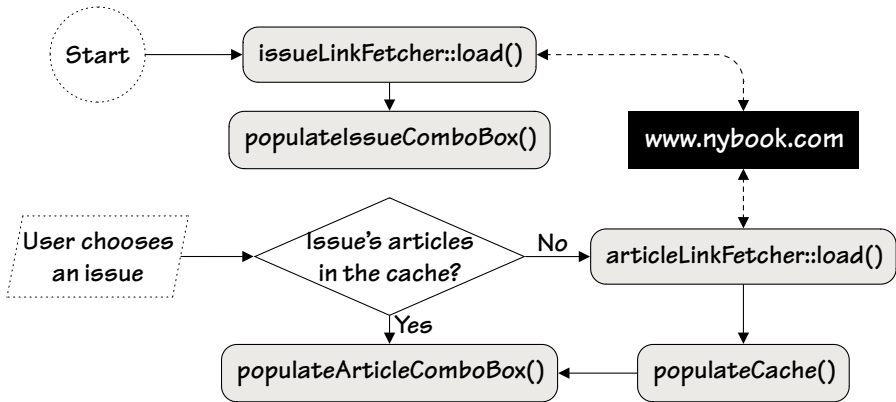 Start
issueLinkFetcher::load()
populateIssueComboBox()
www.nybook.com
User chooses
an issue
Issue's articles
in the cache?
No
articleLinkFetcher::load()
Yes
populateArticleComboBox()
populateCache()